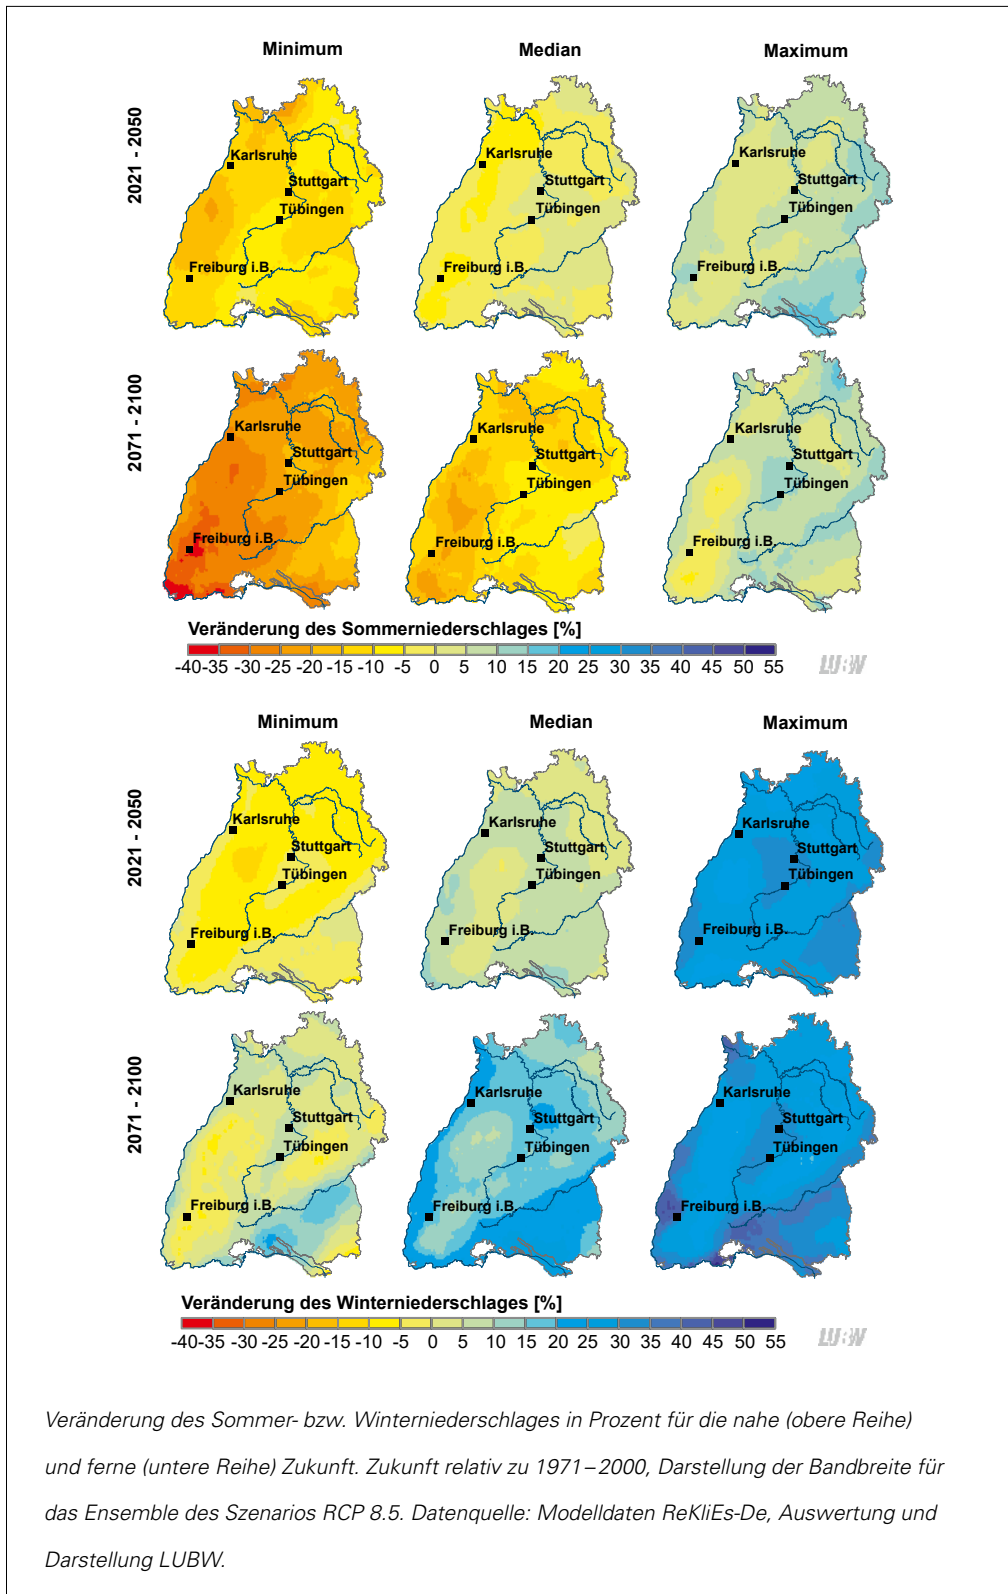 Minimum Median Maximum
2021 - 2050
Karlsruhe
Stuttgart
Tübingen
Freiburg i.B.
Karlsruhe
Stuttgart
Tübingen
Freiburg i.B.
Karlsruhe
Stuttgart
Tübingen
Freiburg i.B.
2071 - 2100
Karlsruhe
Stuttgart
Tübingen
Freiburg i.B.
Karlsruhe
Stuttgart
Tübingen
Freiburg i.B.
Karlsruhe
Stuttgart
Tübingen
Freiburg i.B.
Veränderung des Sommerniederschlages [%]
-40 -35 -30 -25 -20 -15 -10 -5 0 5 10 15 20 25 30 35 40 45 50 55
LUBW
Minimum Median Maximum
2021 - 2050
Karlsruhe
Stuttgart
Tübingen
Freiburg i.B.
Karlsruhe
Stuttgart
Tübingen
Freiburg i.B.
Karlsruhe
Stuttgart
Tübingen
Freiburg i.B.
2071 - 2100
Karlsruhe
Stuttgart
Tübingen
Freiburg i.B.
Karlsruhe
Stuttgart
Tübingen
Freiburg i.B.
Karlsruhe
Stuttgart
Tübingen
Freiburg i.B.
Veränderung des Winterniederschlages [%]
-40 -35 -30 -25 -20 -15 -10 -5 0 5 10 15 20 25 30 35 40 45 50 55
LUBW
Veränderung des Sommer- bzw. Winterniederschlages in Prozent für die nahe (obere Reihe)
und ferne (untere Reihe) Zukunft. Zukunft relativ zu 1971–2000, Darstellung der Bandbreite für
das Ensemble des Szenarios RCP 8.5. Datenquelle: Modelldaten ReKliEs-De, Auswertung und
Darstellung LUBW.